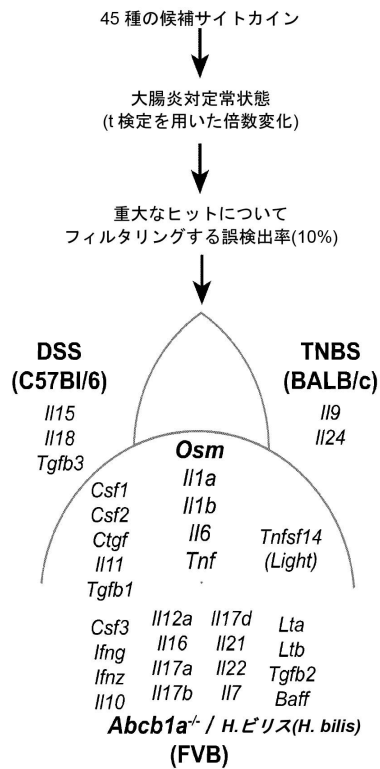 45 種の候補サイトカイン
大腸炎対定常状態
(t 検定を用いた倍数変化)
重大なヒットについて
フィルタリングする誤検出率(10%)
DSS
(C57Bl/6)
Il15
Il18
Tgfb3
TNBS
(BALB/c)
Il9
Il24
Osm
Il1a
Il1b
Il6
Tnf
Csf1
Csf2
Ctgf
Il11
Tgfb1
Tnfsf14
(Light)
Csf3
Ifng
Ifnz
Il10
Il12a
Il16
Il17a
Il17b
Il17d
Il21
Il22
Il7
Lta
Ltb
Tgfb2
Baff
Abcb1a-/- / H.ビリス(H. bilis)
(FVB)